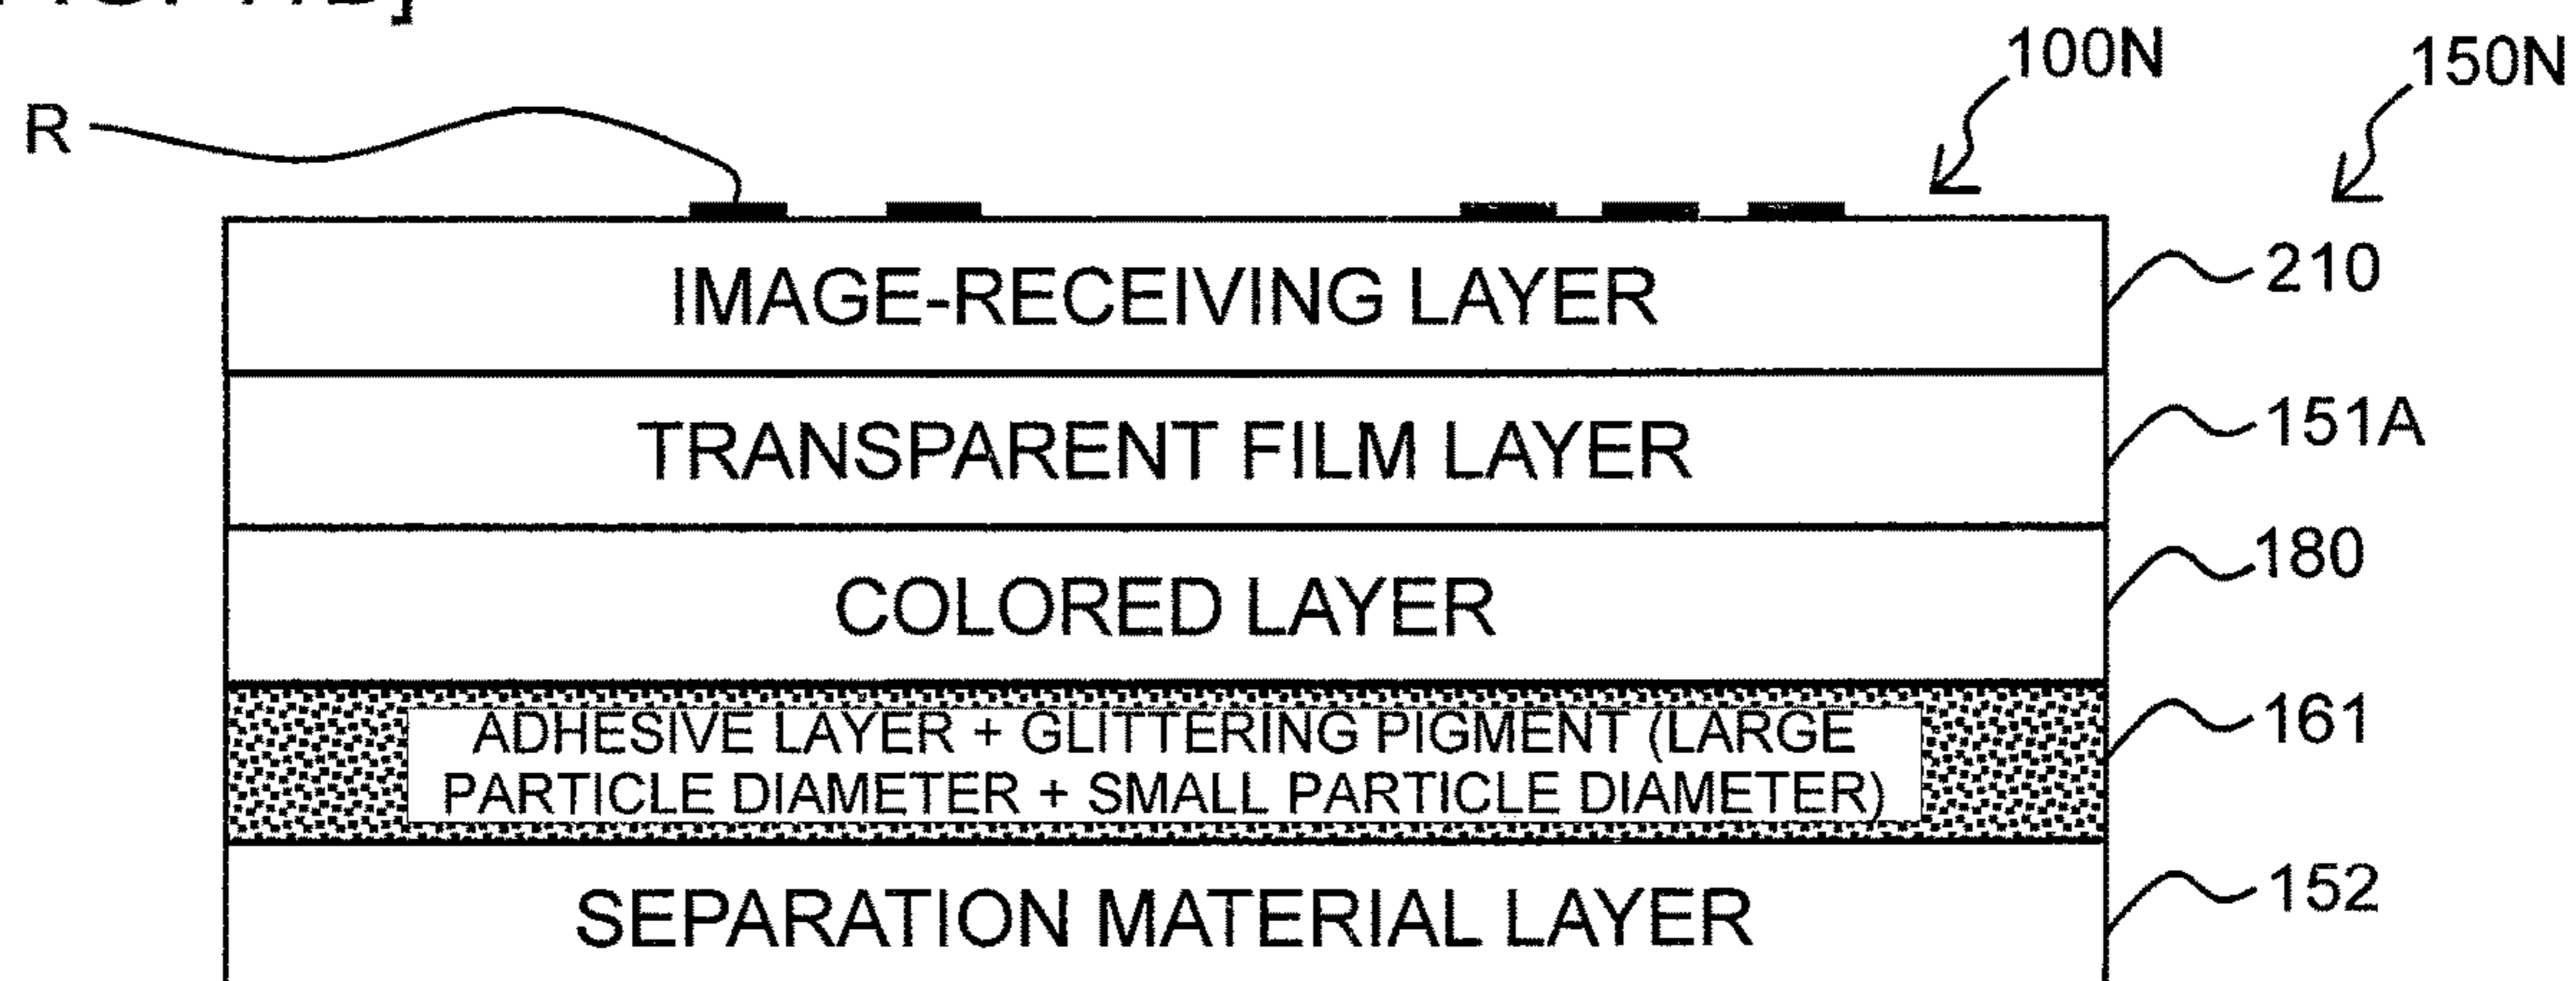 100N
150N
R
IMAGE-RECEIVING LAYER
210
TRANSPARENT FILM LAYER
151A
COLORED LAYER
180
ADHESIVE LAYER + GLITTERING PIGMENT (LARGE
PARTICLE DIAMETER + SMALL PARTICLE DIAMETER)
161
SEPARATION MATERIAL LAYER
152